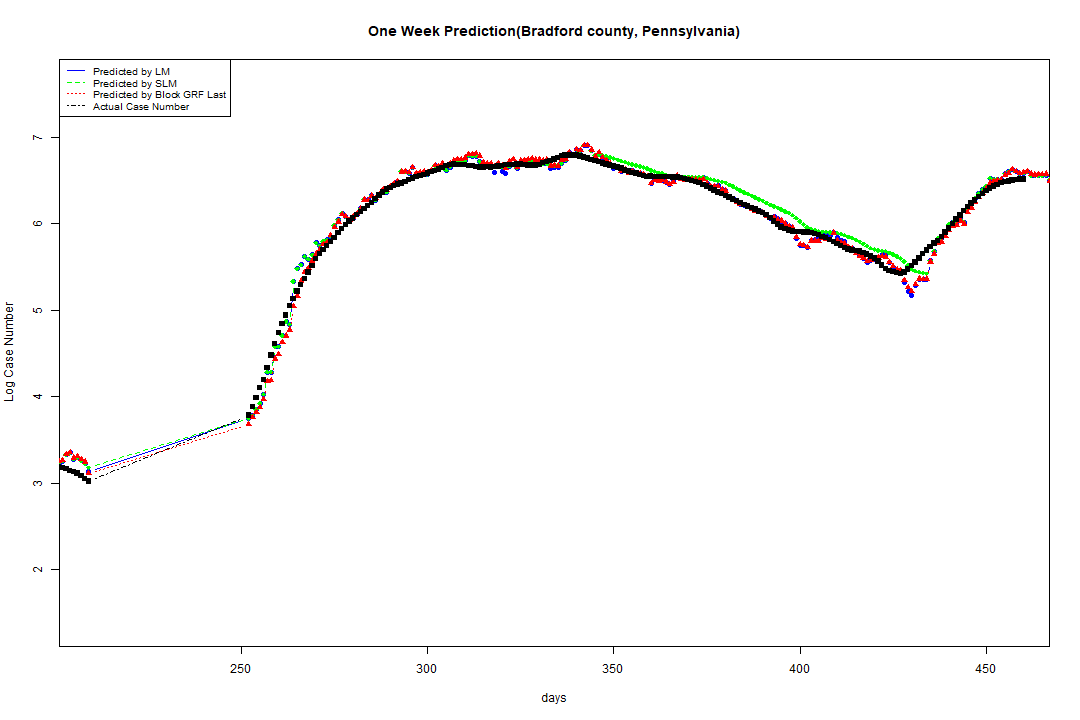 One Week Prediction(Bradford county, Pennsylvania)
Predicted by LM
Predicted by SLM
Predicted by Block GRF Last
Actual Case Number
7
6
5
4
3
2
Log Case Number
250 300 350 400 450
days